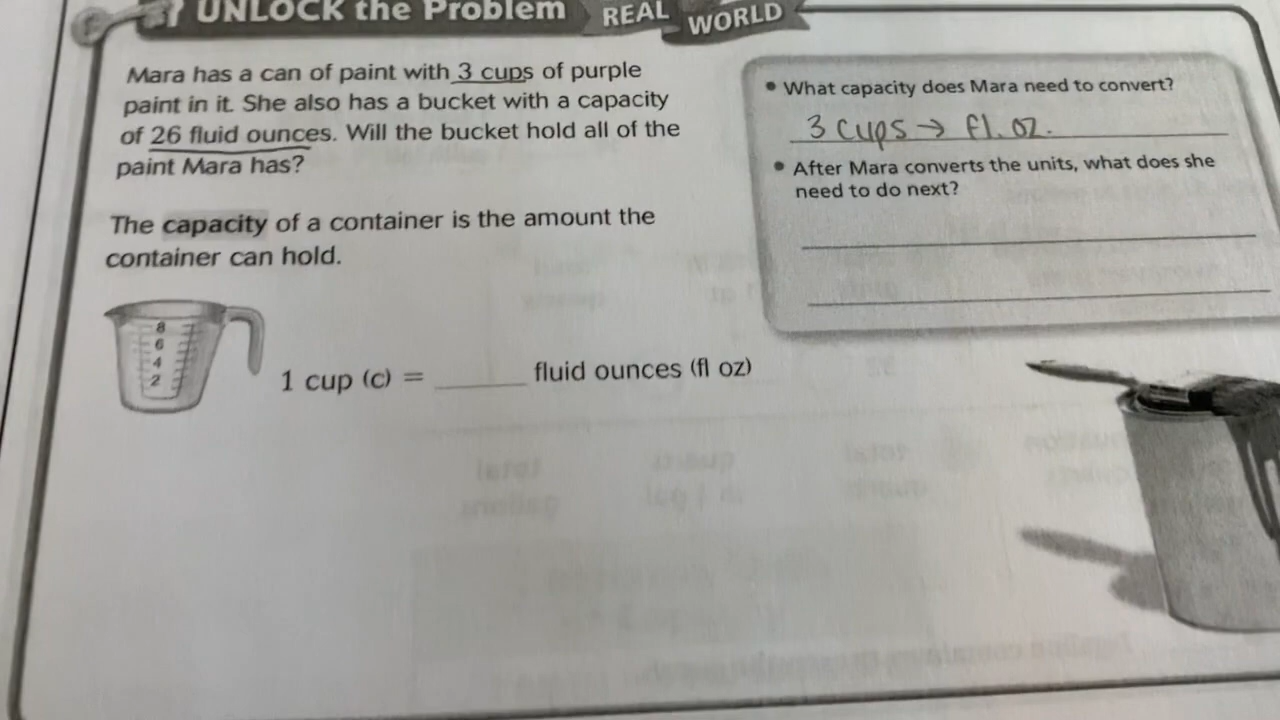 UNLOCK the Problem REAL WORLD
Mara has a can of paint with 3 cups of purple
paint in it. She also has a bucket with a capacity
of 26 fluid ounces. Will the bucket hold all of the
paint Mara has?
• What capacity does Mara need to convert?
3 cups → fl. oz.
• After Mara converts the units, what does she
need to do next?
The capacity of a container is the amount the
container can hold.
8
6
4
2
1 cup (c) = ______ fluid ounces (fl oz)